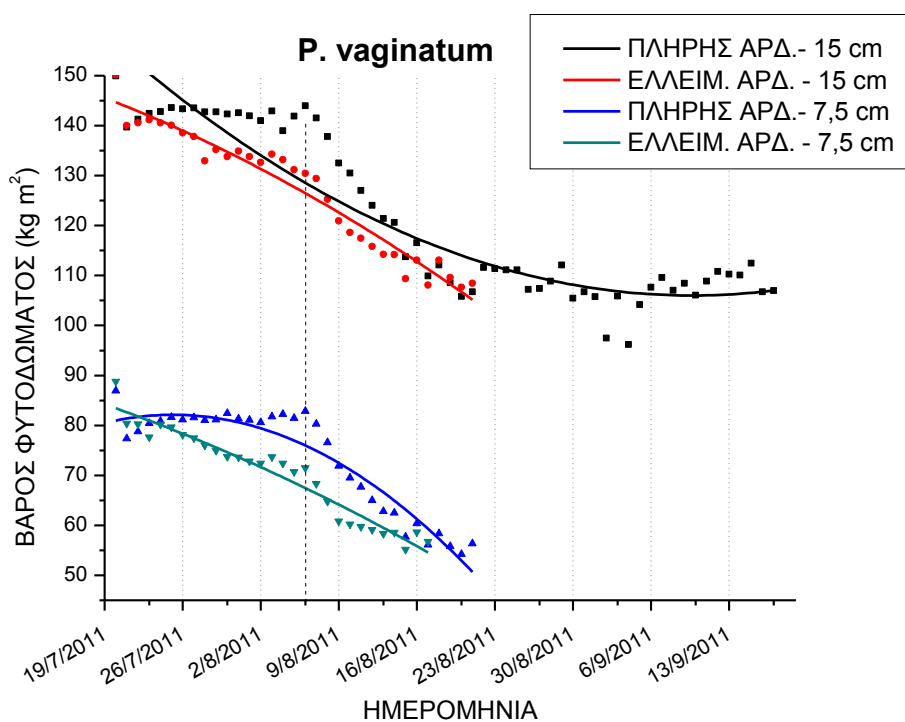 P. vaginatum
ΠΛΗΡΗΣ ΑΡΔ.- 15 cm
ΕΛΛΕΙΜ. ΑΡΔ. - 15 cm
ΠΛΗΡΗΣ ΑΡΔ.- 7,5 cm
ΕΛΛΕΙΜ. ΑΡΔ. - 7,5 cm
ΒΑΡΟΣ ΦΥΤΟΔΩΜΑΤΟΣ (kg m²)
150
140
130
120
110
100
90
80
70
60
50
19/7/2011
26/7/2011
2/8/2011
9/8/2011
16/8/2011
23/8/2011
30/8/2011
6/9/2011
13/9/2011
ΗΜΕΡΟΜΗΝΙΑ